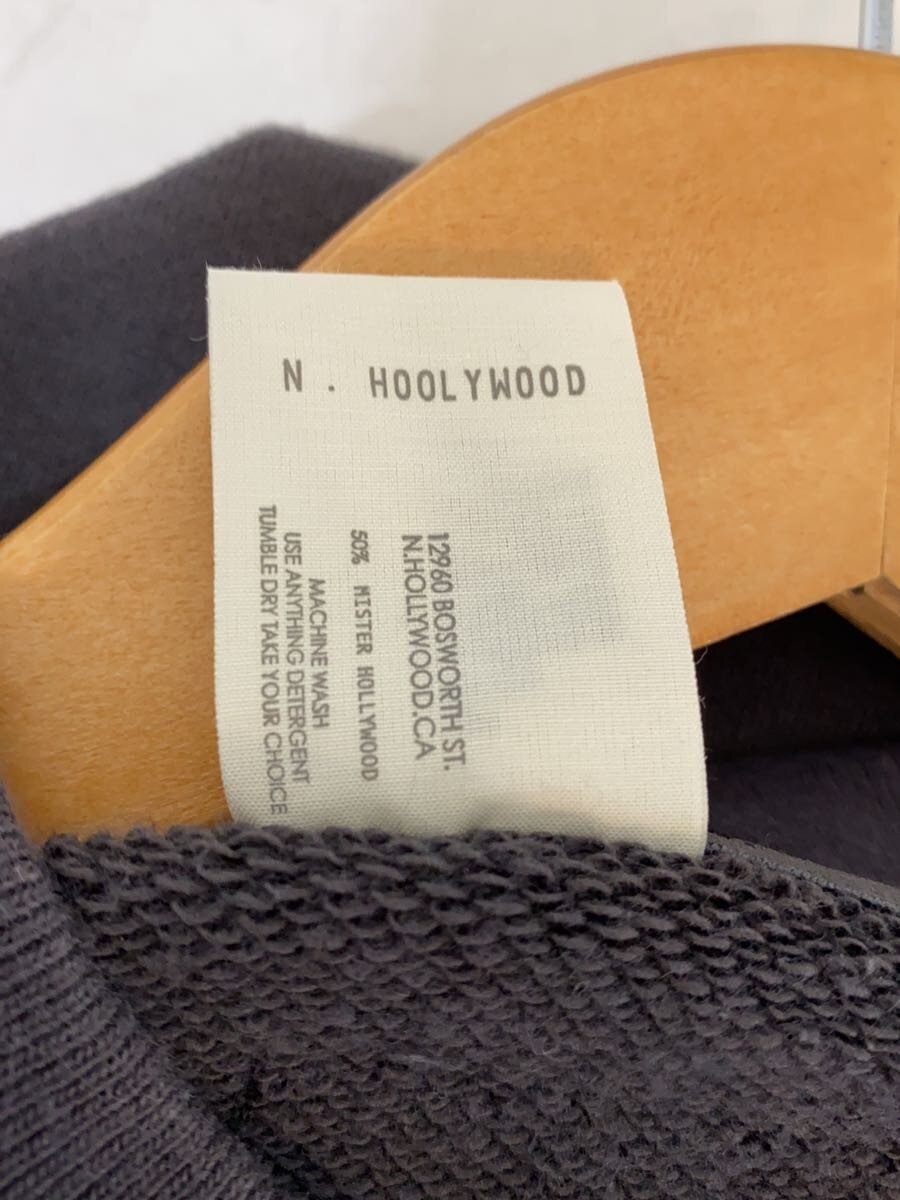 N . HOOLYWOOD
12960 BOSWORTH ST.
N.HOLLYWOOD.CA
50% MISTER HOLLYWOOD
MACHINE WASH
USE ANYTHING DETERGENT
TUMBLE DRY TAKE YOUR CHOICE